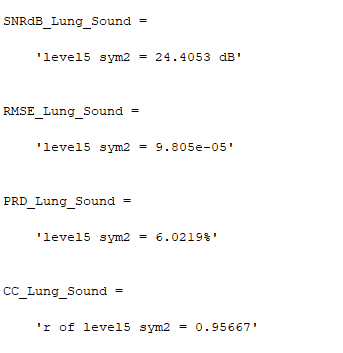 SNRdB_Lung_Sound =
'level5 sym2 = 24.4053 dB'
RMSE_Lung_Sound =
'level5 sym2 = 9.805e-05'
PRD_Lung_Sound =
'level5 sym2 = 6.0219%'
CC_Lung_Sound =
'r of level5 sym2 = 0.95667'